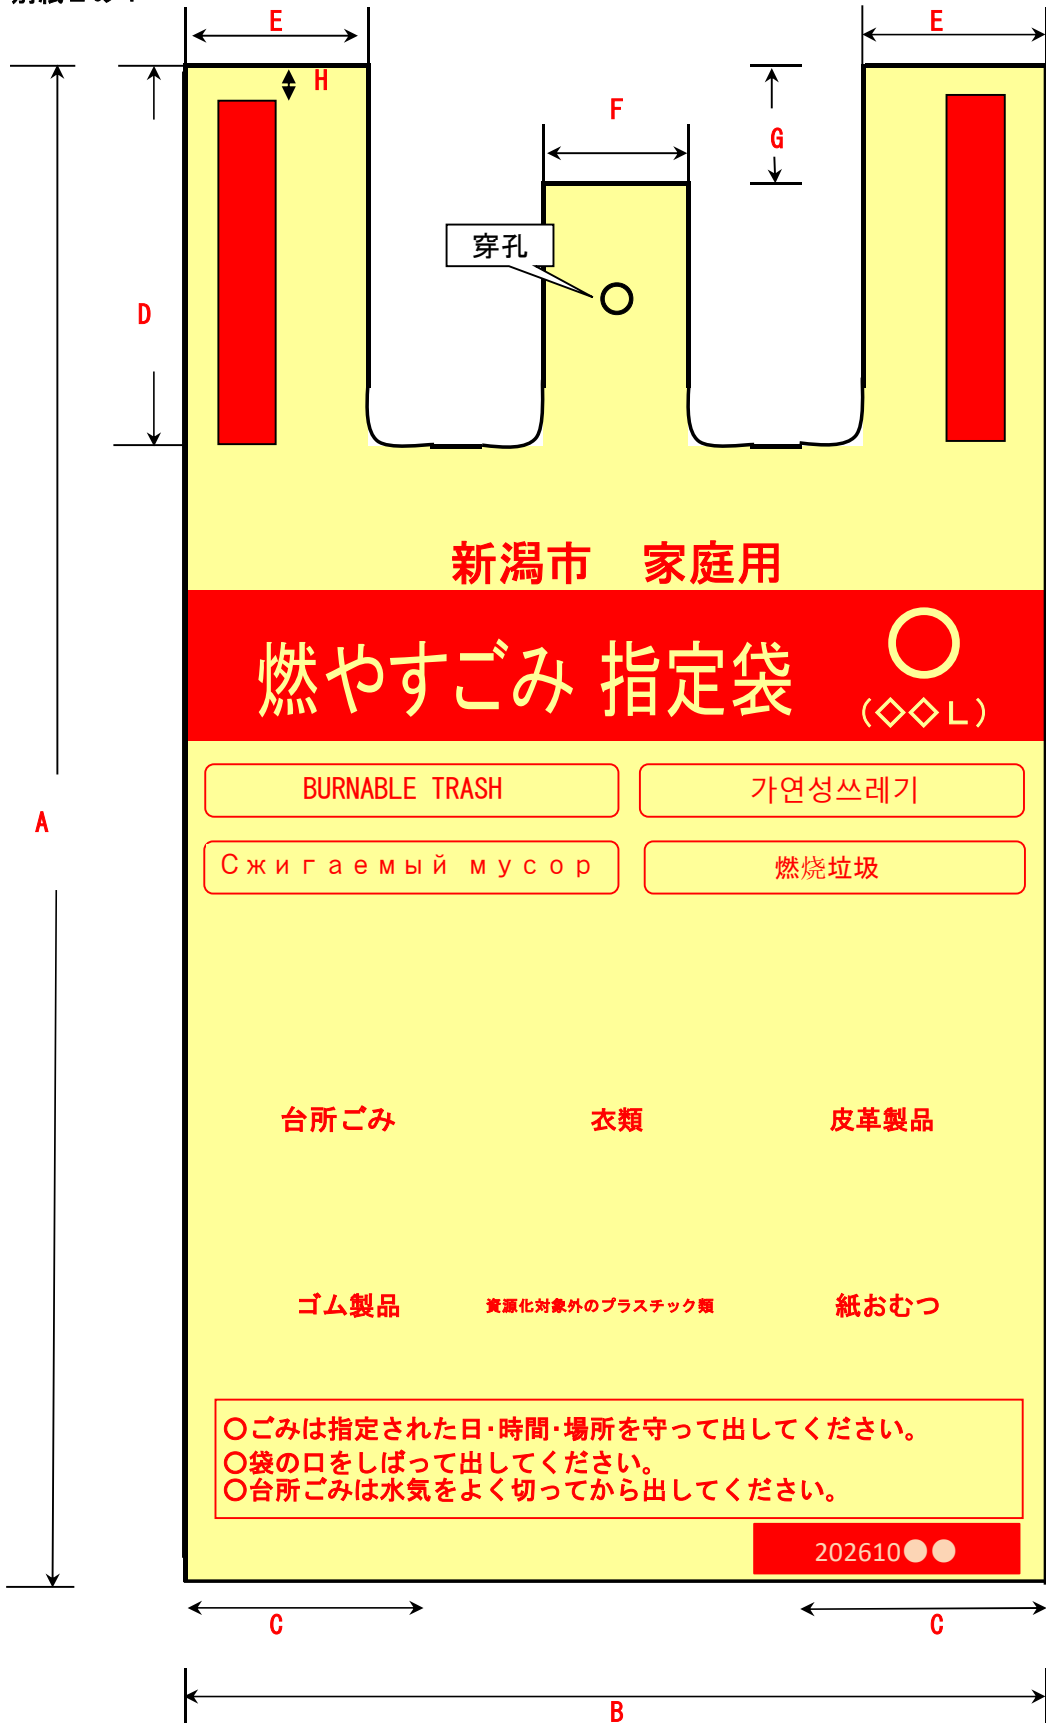 E E
H
F
G
穿孔
D
新潟市 家庭用
燃やすごみ 指定袋 ○
(◇◇L)
BURNABLE TRASH 가연성쓰레기
A
Сжигаемый мусор 燃烧垃圾
台所ごみ 衣類 皮革製品
ゴム製品 資源化対象外のプラスチック類 紙おむつ
○ごみは指定された日・時間・場所を守って出してください。
○袋の口をしばって出してください。
○台所ごみは水気をよく切ってから出してください。
202610●●
C C
B